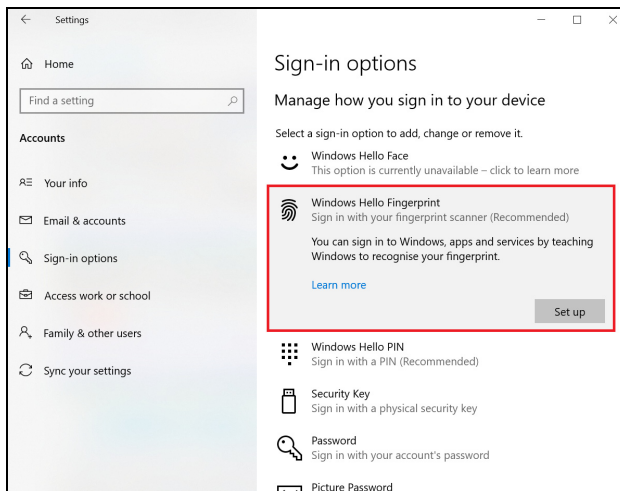 Settings
Home
Find a setting
Accounts
Your info
Email & accounts
Sign-in options
Access work or school
Family & other users
Sync your settings
Sign-in options
Manage how you sign in to your device
Select a sign-in option to add, change or remove it.
Windows Hello Face
This option is currently unavailable – click to learn more
Windows Hello Fingerprint
Sign in with your fingerprint scanner (Recommended)
You can sign in to Windows, apps and services by teaching
Windows to recognise your fingerprint.
Learn more
Set up
Windows Hello PIN
Sign in with a PIN (Recommended)
Security Key
Sign in with a physical security key
Password
Sign in with your account's password
Picture Password